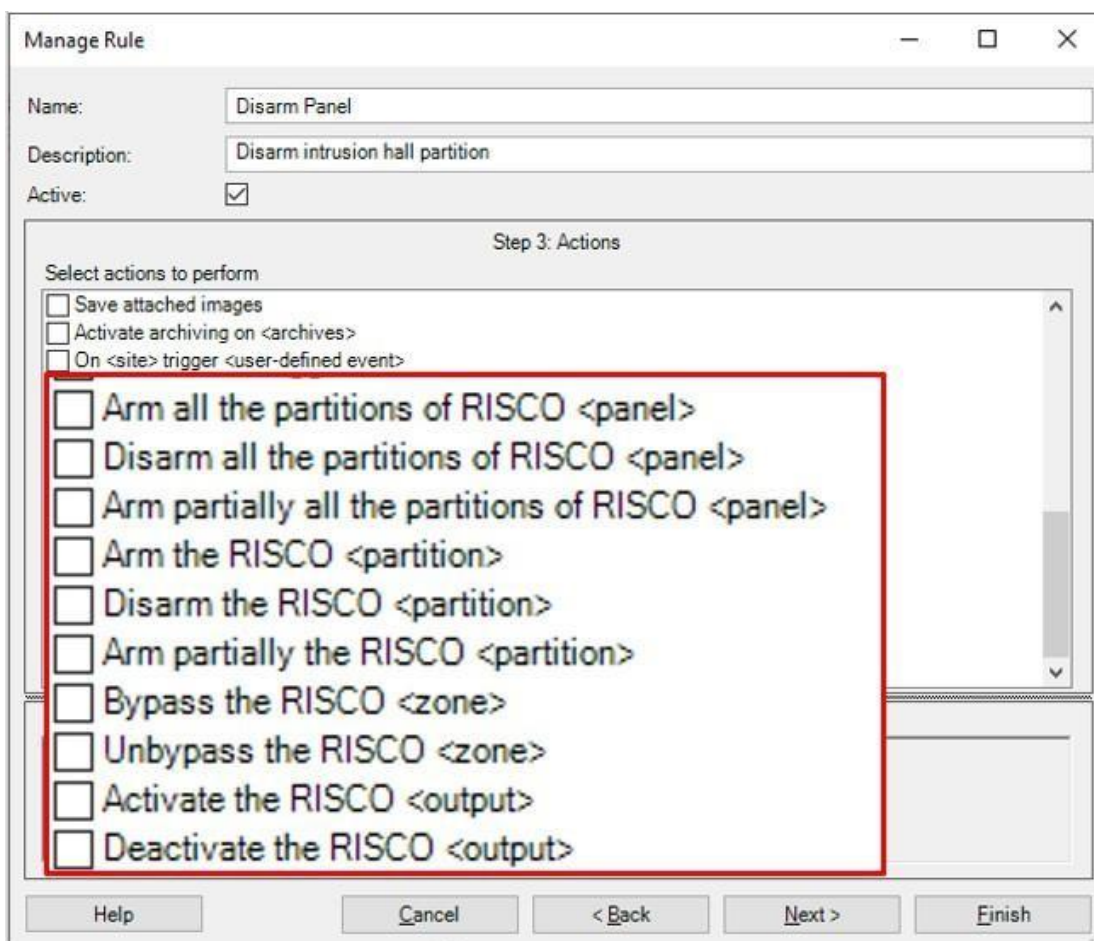 Manage Rule
Name: Disarm Panel
Description: Disarm intrusion hall partition
Active:
Step 3: Actions
Select actions to perform
Save attached images
Activate archiving on <archives>
On <site> trigger <user-defined event>
Arm all the partitions of RISCO <panel>
Disarm all the partitions of RISCO <panel>
Arm partially all the partitions of RISCO <panel>
Arm the RISCO <partition>
Disarm the RISCO <partition>
Arm partially the RISCO <partition>
Bypass the RISCO <zone>
Unbypass the RISCO <zone>
Activate the RISCO <output>
Deactivate the RISCO <output>
Help Cancel < Back Next > Finish